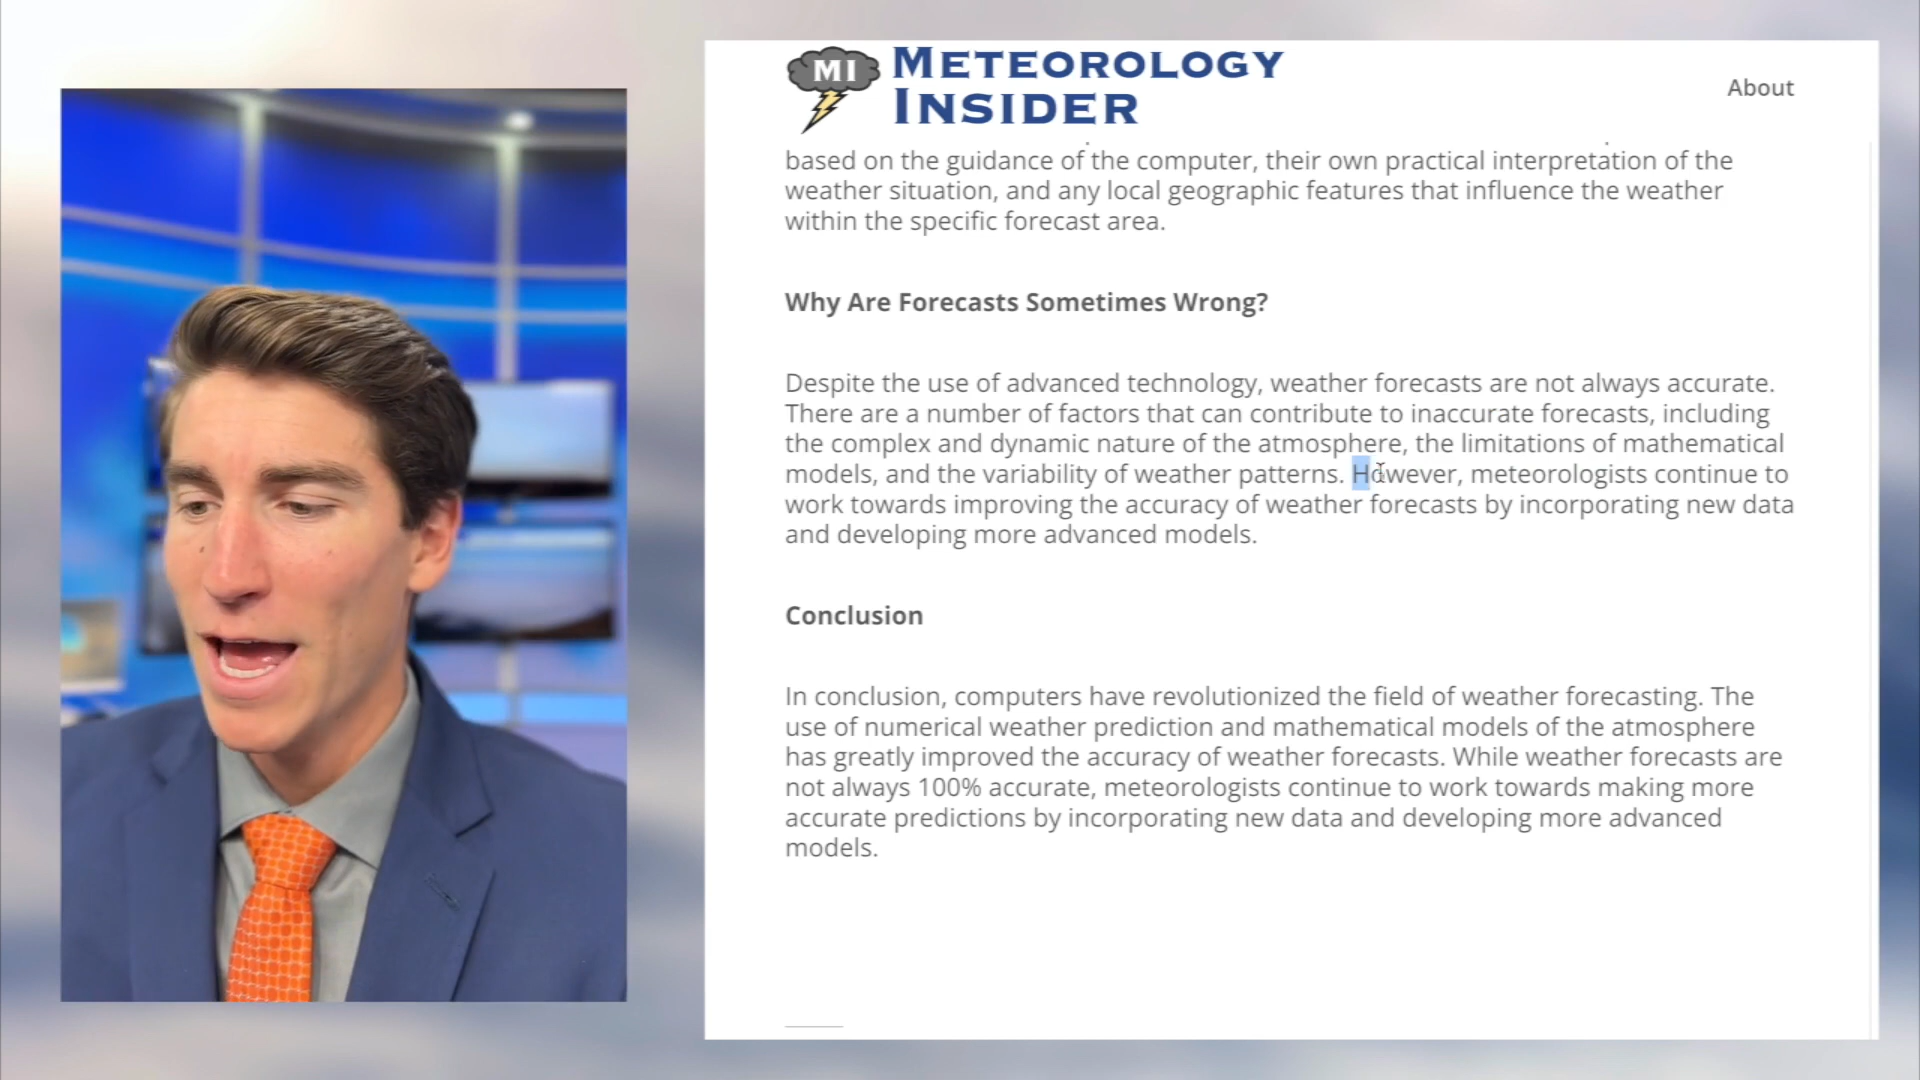 MI
METEOROLOGY
INSIDER
About
based on the guidance of the computer, their own practical interpretation of the
weather situation, and any local geographic features that influence the weather
within the specific forecast area.
Why Are Forecasts Sometimes Wrong?
Despite the use of advanced technology, weather forecasts are not always accurate.
There are a number of factors that can contribute to inaccurate forecasts, including
the complex and dynamic nature of the atmosphere, the limitations of mathematical
models, and the variability of weather patterns. However, meteorologists continue to
work towards improving the accuracy of weather forecasts by incorporating new data
and developing more advanced models.
Conclusion
In conclusion, computers have revolutionized the field of weather forecasting. The
use of numerical weather prediction and mathematical models of the atmosphere
has greatly improved the accuracy of weather forecasts. While weather forecasts are
not always 100% accurate, meteorologists continue to work towards making more
accurate predictions by incorporating new data and developing more advanced
models.